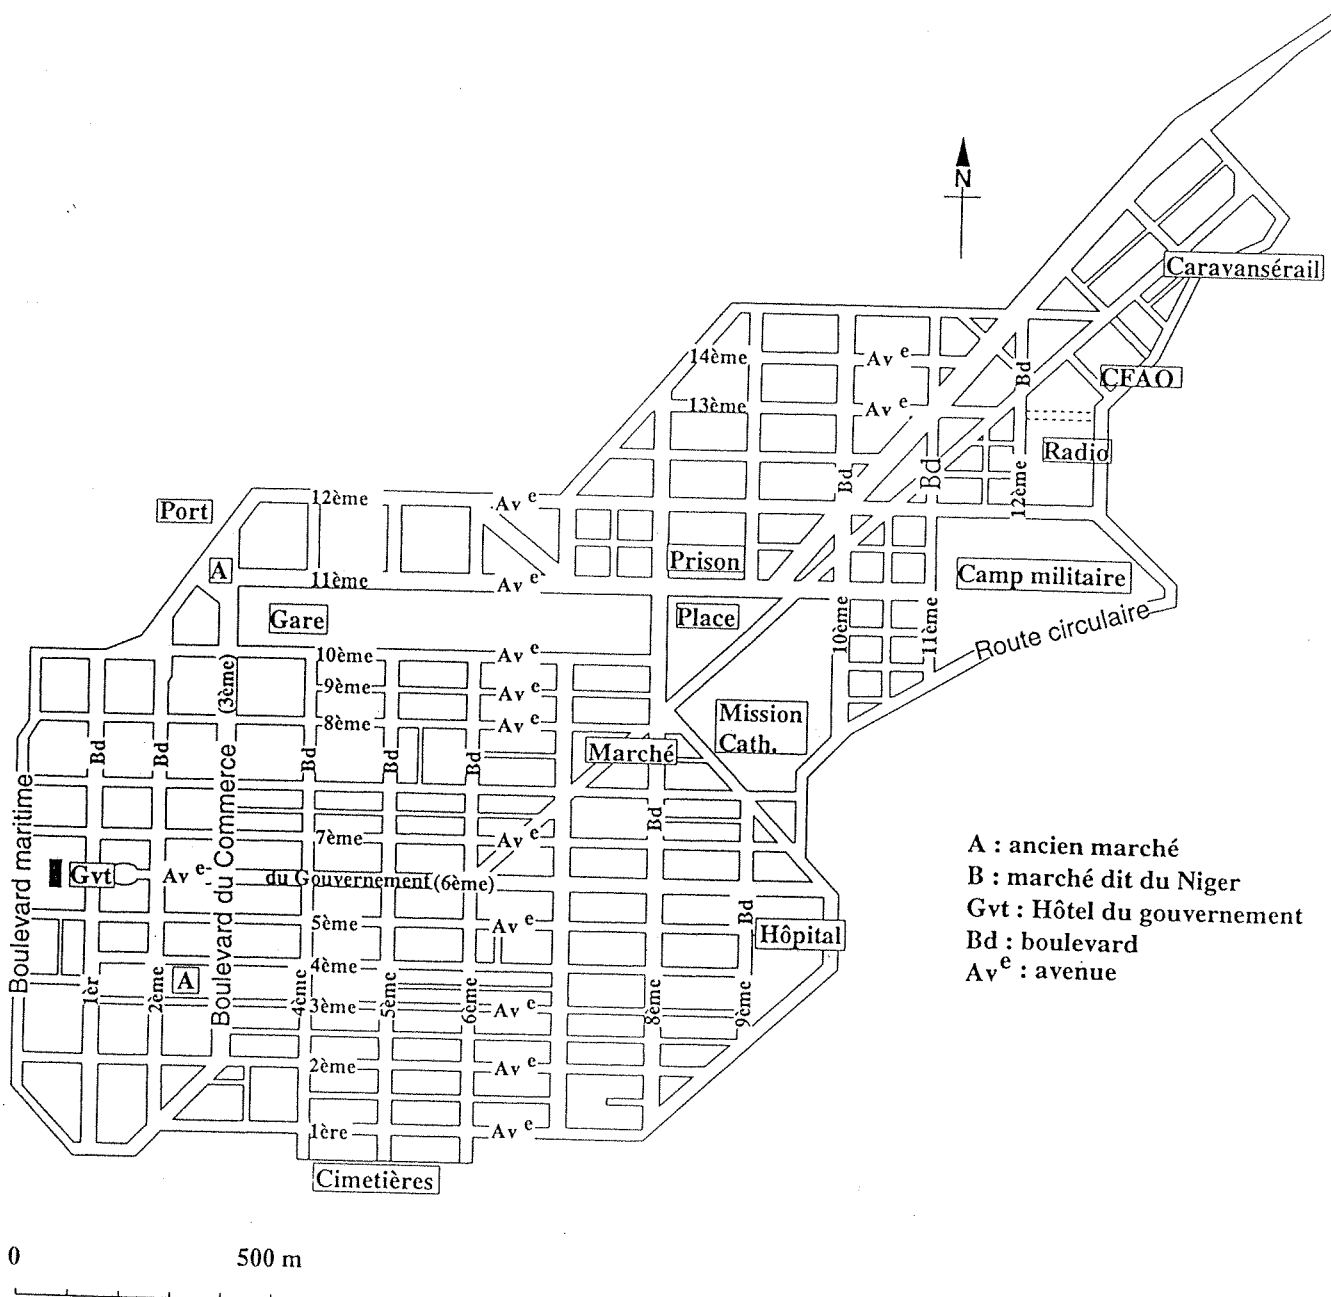 N
Caravansérail
14ème
Av e
Bd
CFAO
13ème
Av e
Radio
Bd
Bd
12ème
12ème
Av e
Port
Prison
A
11ème
Av e
Camp militaire
Gare
Place
10ème
11ème
Route circulaire
10ème
Av e
(3ème)
9ème
Av e
8ème
Av e
Mission
Cath.
Marché
Bd
Bd
Bd
Bd
Bd
Boulevard maritime
Boulevard du Commerce
Bd
7ème
Av e
Gvt
Av e
du Gouvernement (6ème)
5ème
Av e
Bd
Hôpital
4ème
A
1èr
2ème
4ème
3ème
5ème
6ème
Av e
8ème
9ème
2ème
Av e
1ère
Av e
Cimetières
A : ancien marché
B : marché dit du Niger
Gvt : Hôtel du gouvernement
Bd : boulevard
Av e : avenue
0
500 m